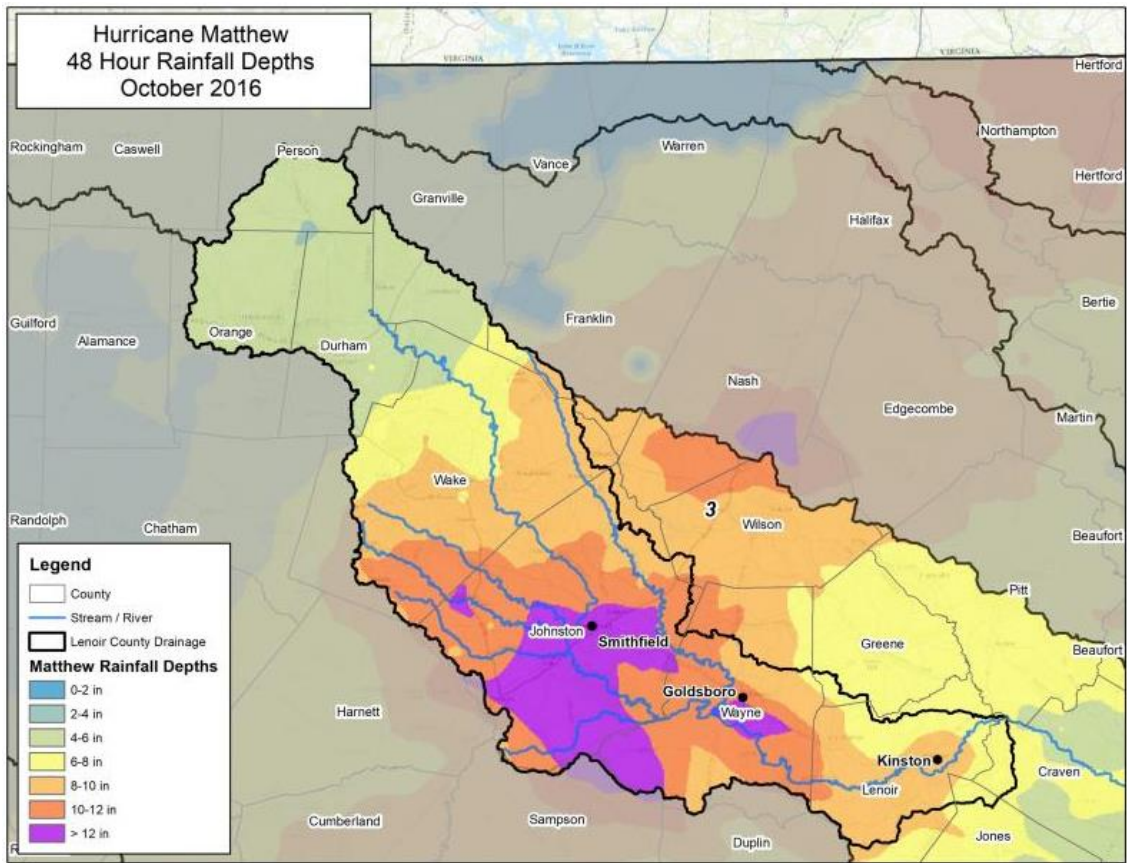 Hurricane Matthew
48 Hour Rainfall Depths
October 2016
VIRGINIA
VIRGINIA
Hertford
Northampton
Rockingham
Caswell
Person
Vance
Warren
Granville
Hertford
Halifax
Bertie
Guilford
Alamance
Orange
Durham
Franklin
Nash
Edgecombe
Martin
Wake
Randolph
Chatham
3
Wilson
Beaufort
Pitt
Legend
County
Stream / River
Lenoir County Drainage
Matthew Rainfall Depths
0-2 in
2-4 in
4-6 in
6-8 in
8-10 in
10-12 in
> 12 in
Johnston
Smithfield
Greene
Beaufort
Goldsboro
Wayne
Harnett
Kinston
Lenoir
Craven
Cumberland
Sampson
Duplin
Jones